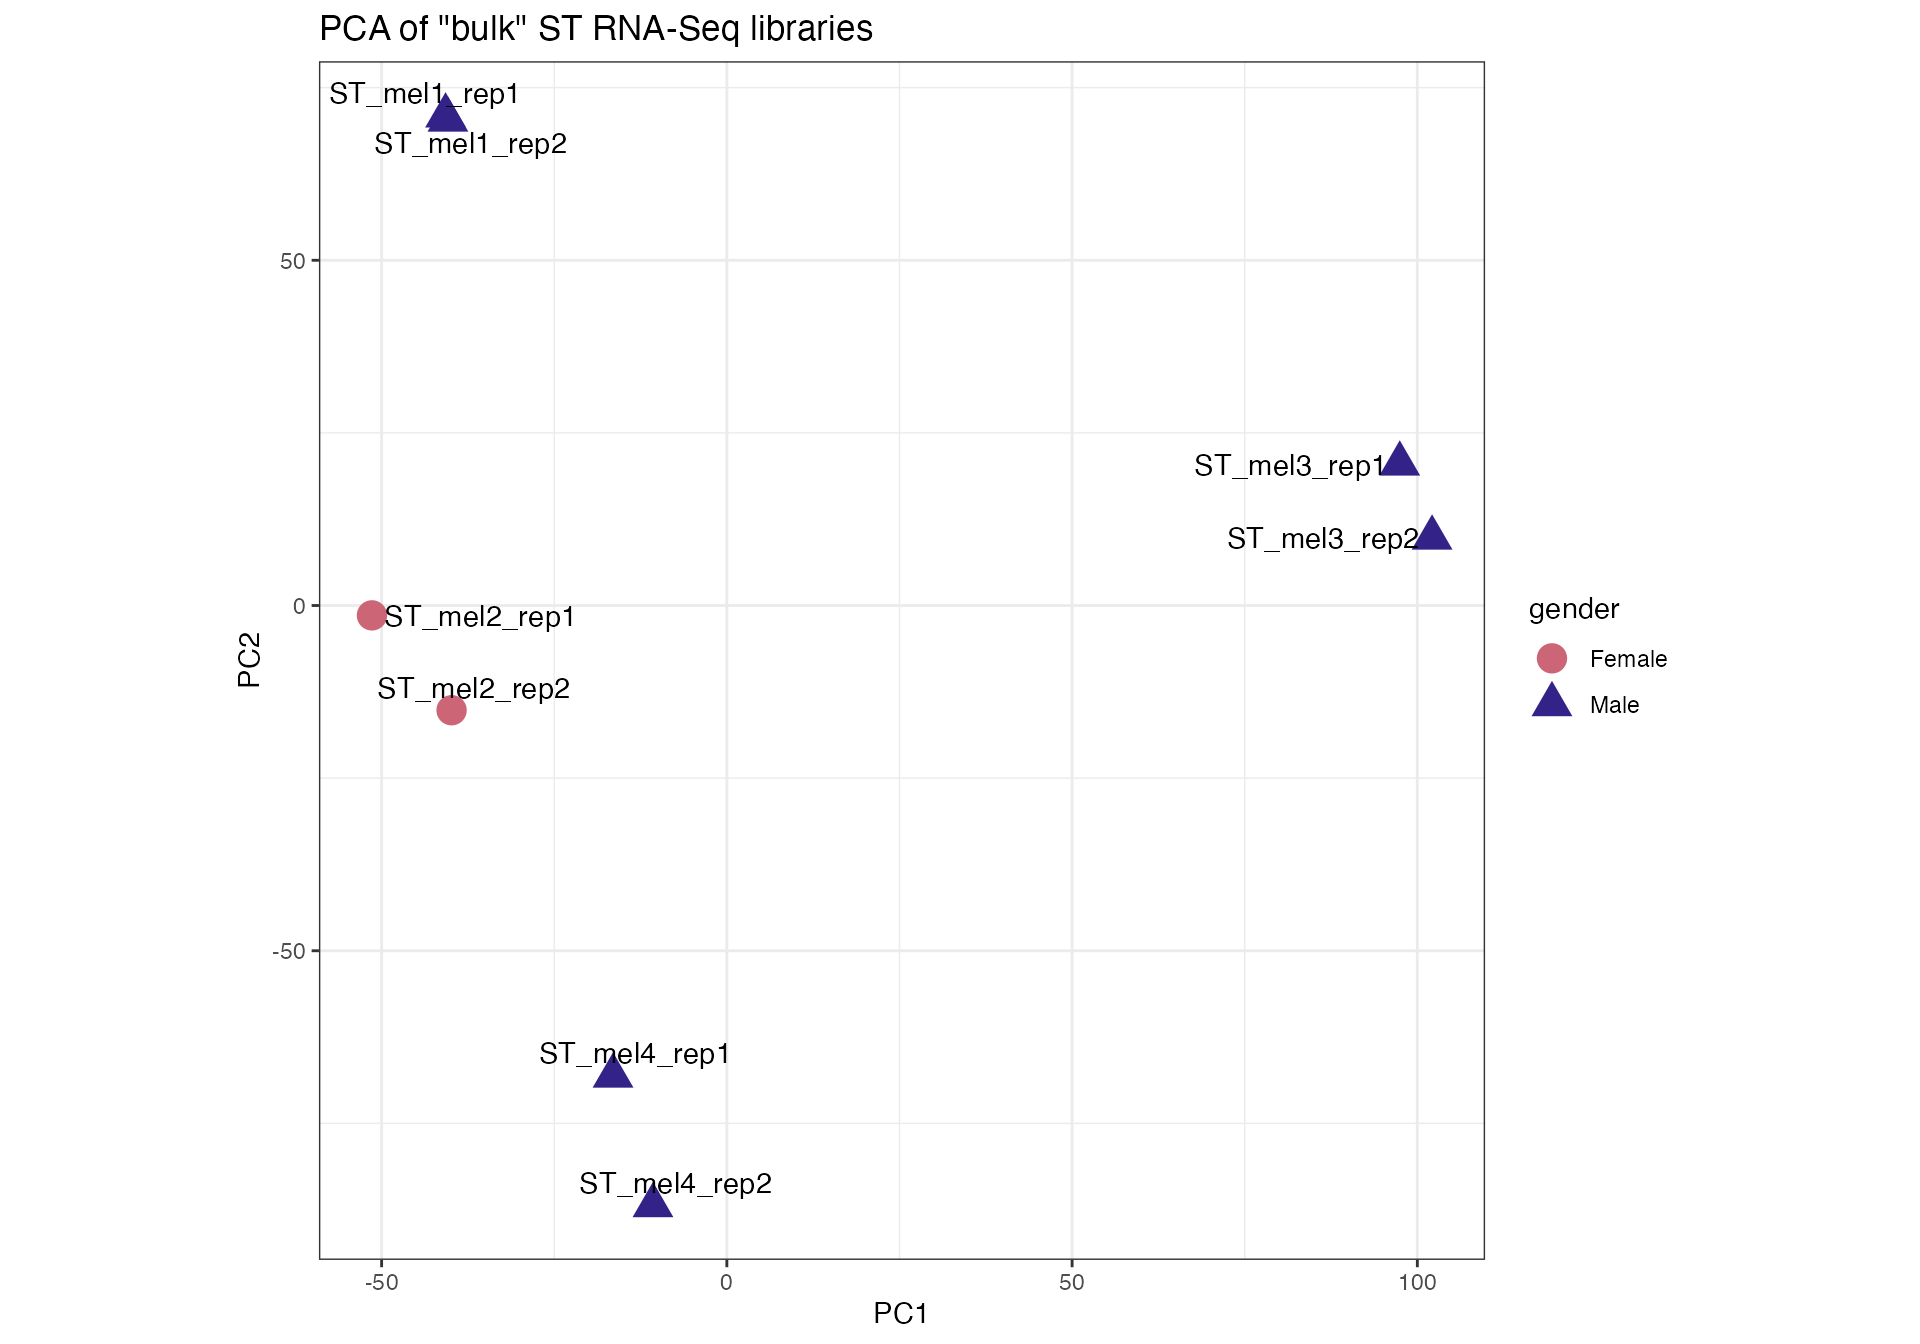 PCA of "bulk" ST RNA-Seq libraries
ST_mel1_rep1
ST_mel1_rep2
50
ST_mel3_rep1
ST_mel3_rep2
0
ST_mel2_rep1
gender
PC2
Female
ST_mel2_rep2
Male
-50
ST_mel4_rep1
ST_mel4_rep2
-50 0 50 100
PC1